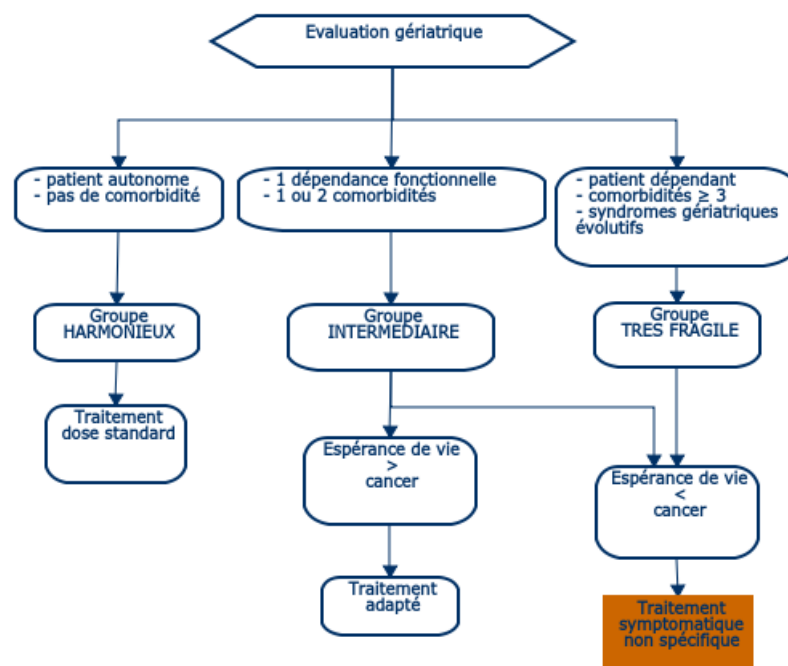 Evaluation gériatrique
- patient autonome
- pas de comorbidité
- 1 dépendance fonctionnelle
- 1 ou 2 comorbidités
- patient dépendant
- comorbidités ≥ 3
- syndromes gériatriques
évolutifs
Groupe
HARMONIEUX
Groupe
INTERMEDIAIRE
Groupe
TRES FRAGILE
Traitement
dose standard
Espérance de vie
>
cancer
Espérance de vie
<
cancer
Traitement
adapté
Traitement
symptomatique
non spécifique